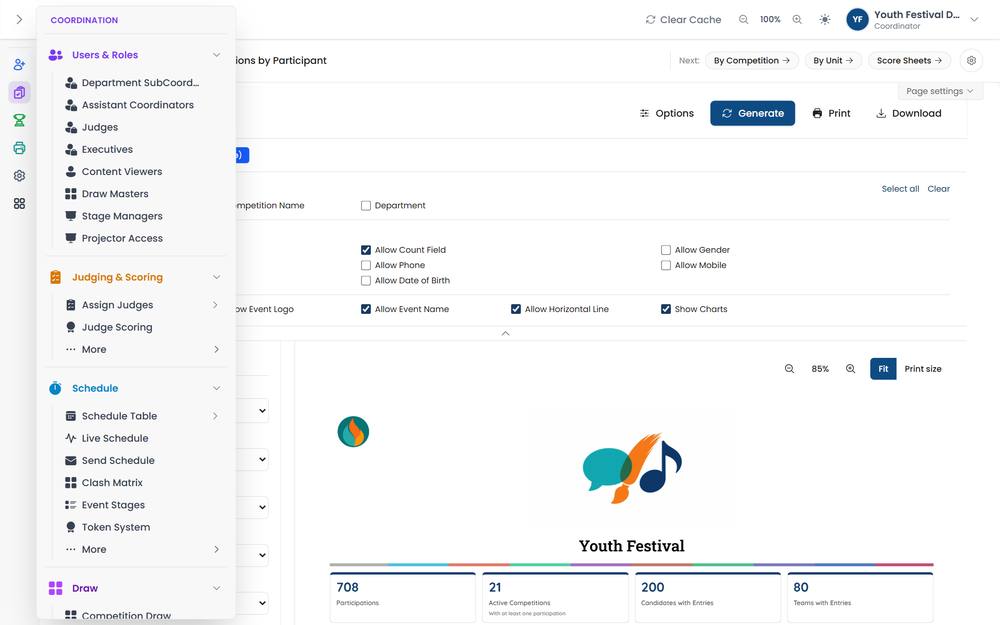 COORDINATION
Users & Roles
Department SubCoord...
Assistant Coordinators
Judges
Executives
Content Viewers
Draw Masters
Stage Managers
Projector Access
Judging & Scoring
Assign Judges
Judge Scoring
More
Schedule
Schedule Table
Live Schedule
Send Schedule
Clash Matrix
Event Stages
Token System
More
Draw
Competition Draw
Clear Cache 100% YF Youth Festival D...
Coordinator
ions by Participant Next: By Competition → By Unit → Score Sheets →
Page settings
Options Generate Print Download
Select all Clear
mpetition Name Department
Allow Count Field Allow Gender
Allow Phone Allow Mobile
Allow Date of Birth
ow Event Logo Allow Event Name Allow Horizontal Line Show Charts
85% Fit Print size
Youth Festival
708 21 200 80
Participations Active Competitions Candidates with Entries Teams with Entries
With at least one participation